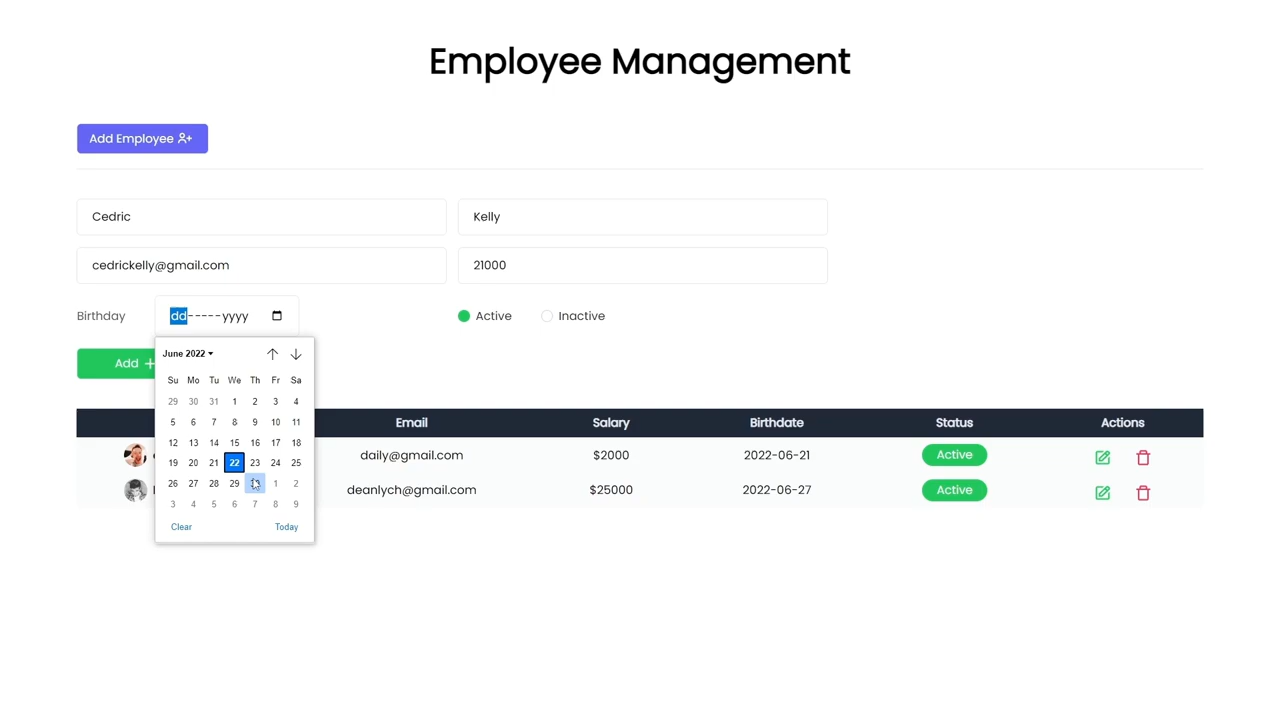 Employee Management
Add Employee
Cedric
Kelly
cedrickelly@gmail.com
21000
Birthday
dd-----yyyy
Active
Inactive
Add +
June 2022
Su Mo Tu We Th Fr Sa
29 30 31 1 2 3 4
5 6 7 8 9 10 11
12 13 14 15 16 17 18
19 20 21 22 23 24 25
26 27 28 29 30 1 2
3 4 5 6 7 8 9
Clear Today
Email Salary Birthdate Status Actions
daily@gmail.com $2000 2022-06-21 Active
deanlych@gmail.com $25000 2022-06-27 Active